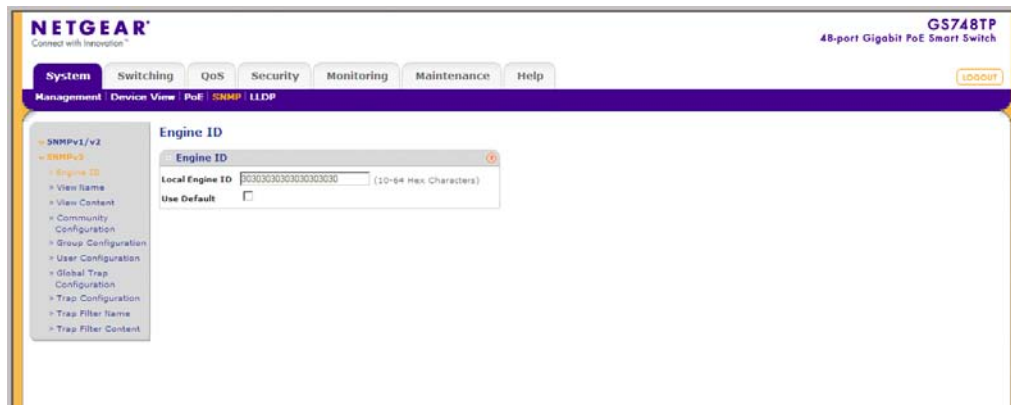 NETGEAR®
Connect with Innovation™
GS748TP
48-port Gigabit PoE Smart Switch
System Switching QoS Security Monitoring Maintenance Help
LOGOUT
Management Device View PoE SNMP LLDP
SNMPv1/v2
SNMPv3
Engine ID
View Name
View Content
Community
Configuration
Group Configuration
User Configuration
Global Trap
Configuration
Trap Configuration
Trap Filter Name
Trap Filter Content
Engine ID
Engine ID
Local Engine ID (10-64 Hex Characters)
Use Default